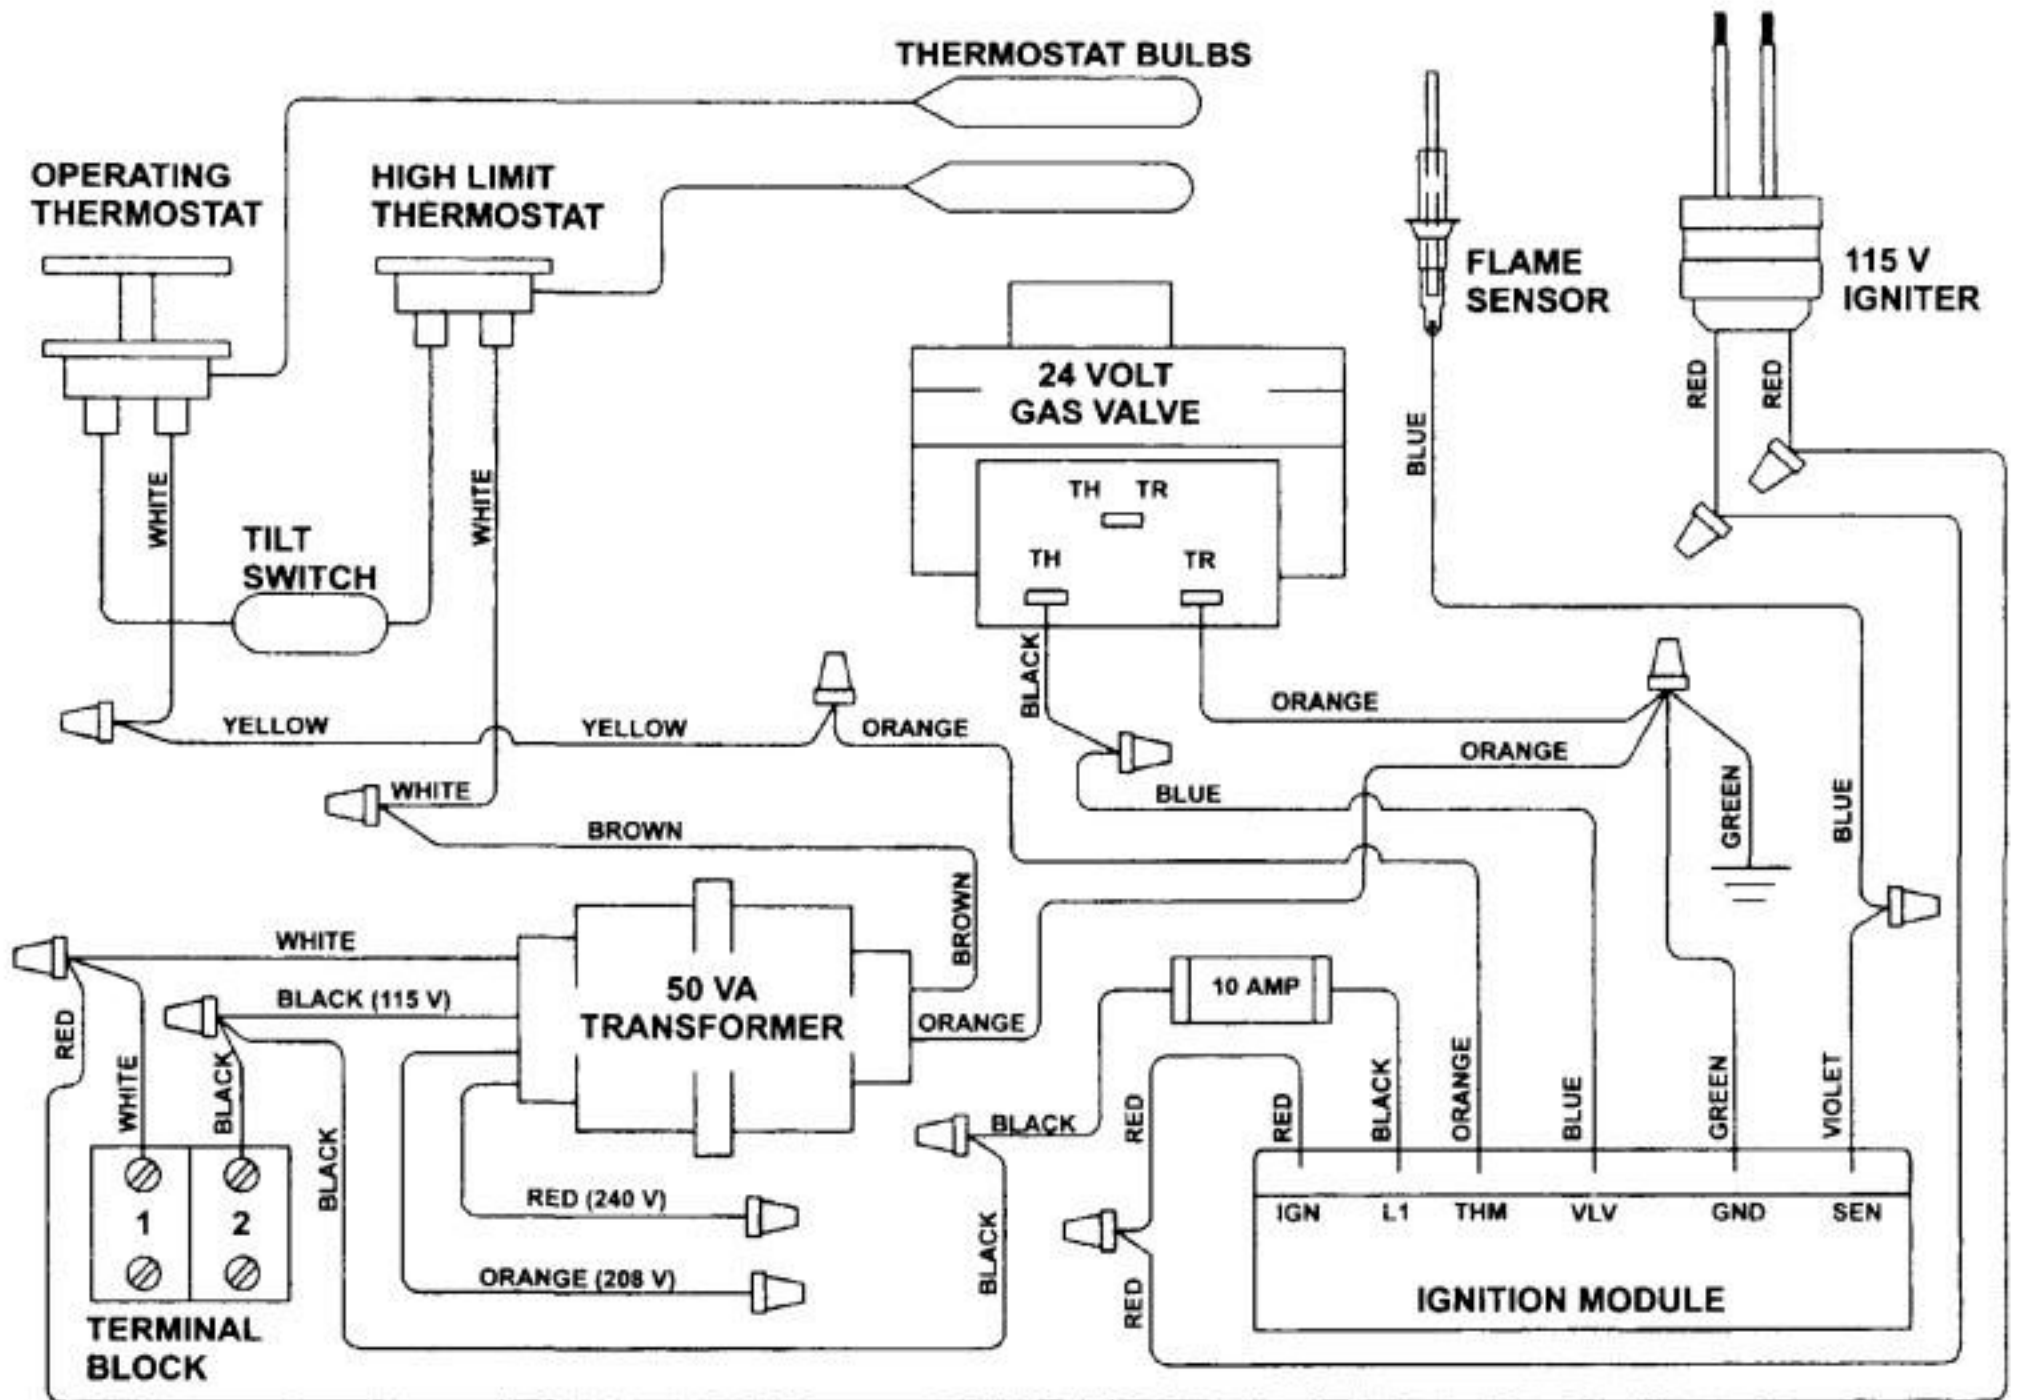 THERMOSTAT BULBS
OPERATING
THERMOSTAT
HIGH LIMIT
THERMOSTAT
FLAME
SENSOR
115 V
IGNITER
24 VOLT
GAS VALVE
RED
RED
BLUE
WHITE
WHITE
TH TR
TH
TR
TILT
SWITCH
BLACK
ORANGE
YELLOW
YELLOW
ORANGE
ORANGE
WHITE
BLUE
GREEN
BLUE
BROWN
BROWN
WHITE
BLACK (115 V)
50 VA
TRANSFORMER
ORANGE
10 AMP
RED
WHITE
BLACK
BLACK
BLACK
RED
RED
BLACK
ORANGE
BLUE
GREEN
VIOLET
RED (240 V)
ORANGE (208 V)
BLACK
RED
1
2
IGN
L1
THM
VLV
GND
SEN
IGNITION MODULE
TERMINAL
BLOCK